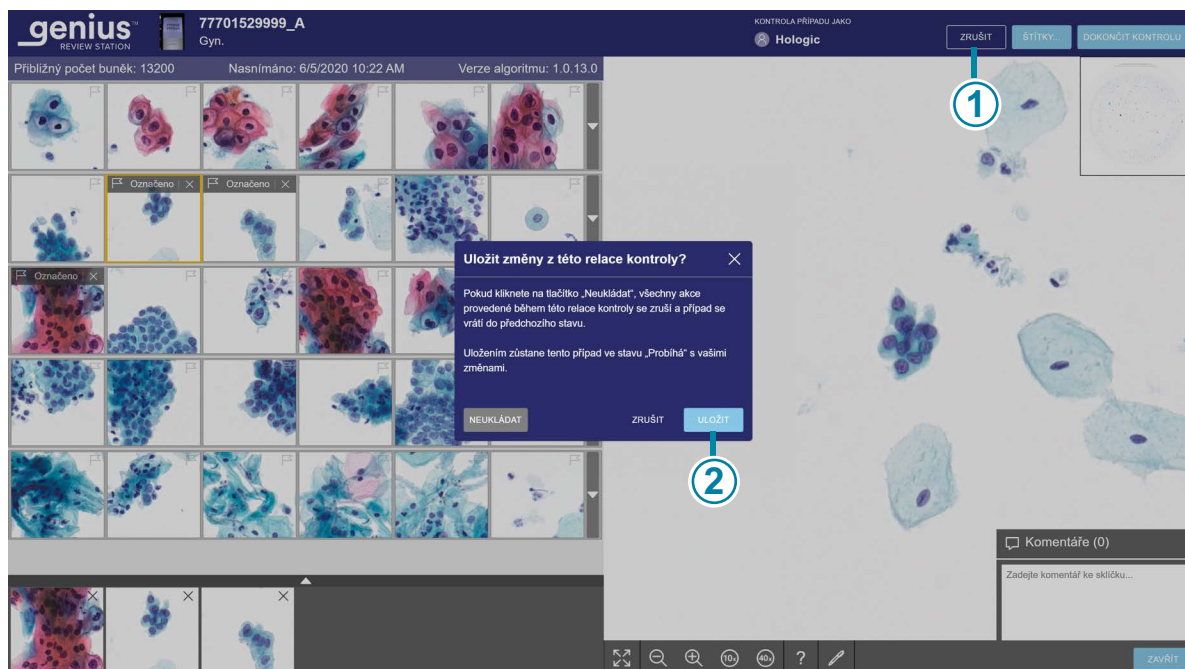 genius™
REVIEW STATION
77701529999_A
Gyn.
KONTROLA PŘÍPADU JAKO
Hologic
ZRUŠIT
ŠTÍTKY...
DOKONČIT KONTROLU
Přibližný počet buněk: 13200
Nasnímáno: 6/5/2020 10:22 AM
Verze algoritmu: 1.0.13.0
1
Označeno
Označeno
Označeno
Uložit změny z této relace kontroly?
Pokud kliknete na tlačítko „Neukládat“, všechny akce
provedené během této relace kontroly se zruší a případ se
vrátí do předchozího stavu.
Uložením zůstane tento případ ve stavu „Probíhá“ s vašimi
změnami.
NEUKLÁDAT
ZRUŠIT
ULOŽIT
2
Komentáře (0)
Zadejte komentář ke sklíčku...
10x
40x
?
ZAVŘÍT